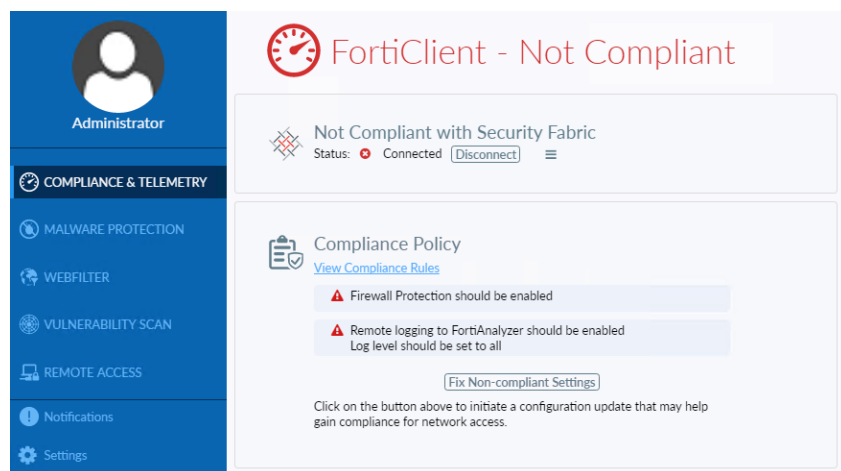 Administrator
COMPLIANCE & TELEMETRY
MALWARE PROTECTION
WEBFILTER
VULNERABILITY SCAN
REMOTE ACCESS
Notifications
Settings
FortiClient - Not Compliant
Not Compliant with Security Fabric
Status: Connected Disconnect
Compliance Policy
View Compliance Rules
Firewall Protection should be enabled
Remote logging to FortiAnalyzer should be enabled
Log level should be set to all
Fix Non-compliant Settings
Click on the button above to initiate a configuration update that may help
gain compliance for network access.